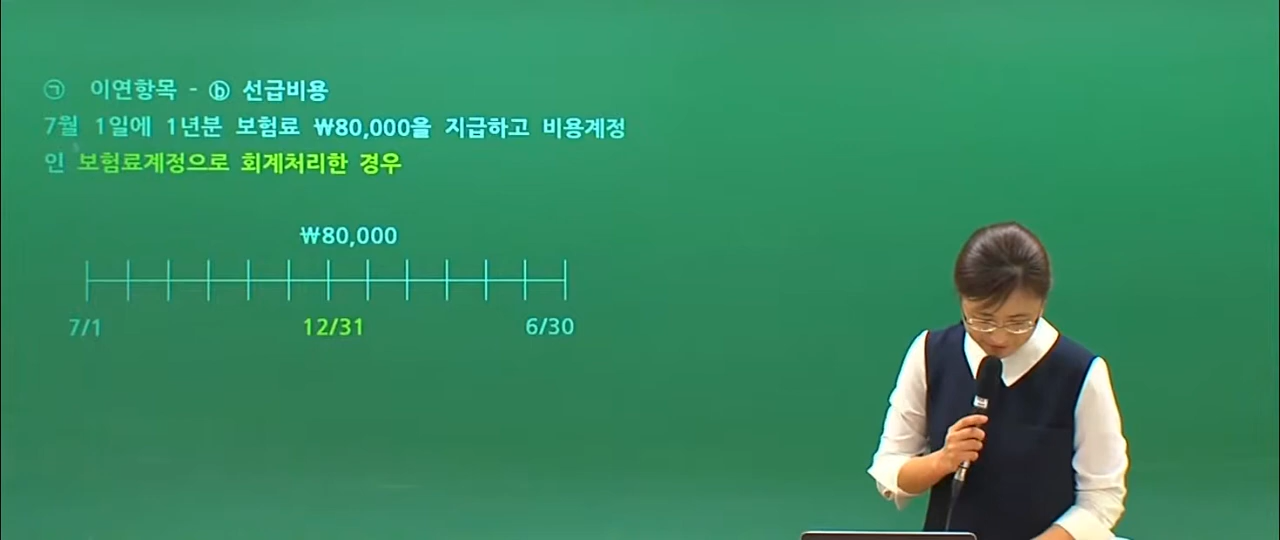 ㉠ 이연항목 - ⓑ 선급비용
7월 1일에 1년분 보험료 ₩80,000을 지급하고 비용계정
인 보험료계정으로 회계처리한 경우
₩80,000
7/1 12/31 6/30